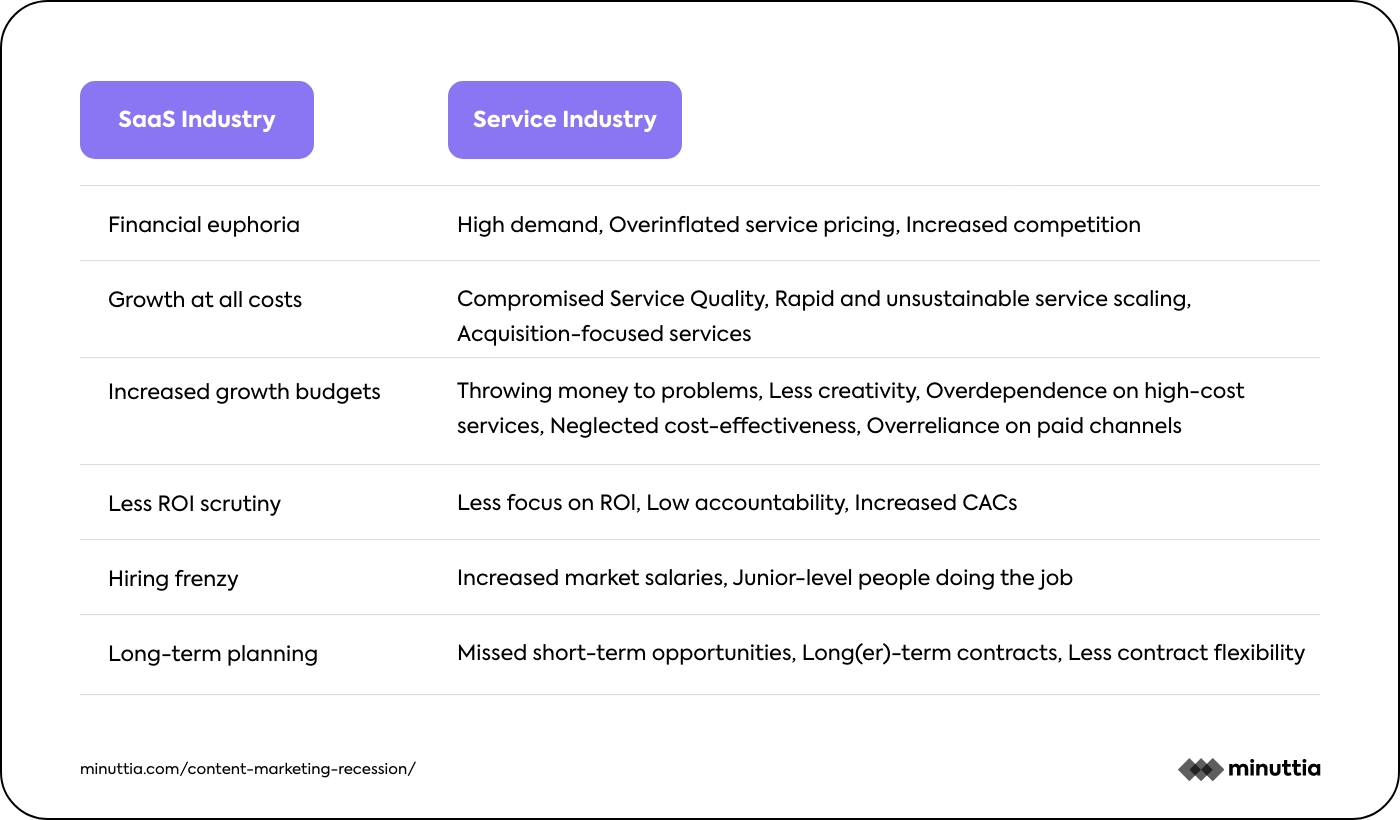 SaaS Industry
Service Industry
Financial euphoria
High demand, Overinflated service pricing, Increased competition
Growth at all costs
Compromised Service Quality, Rapid and unsustainable service scaling,
Acquisition-focused services
Increased growth budgets
Throwing money to problems, Less creativity, Overdependence on high-cost
services, Neglected cost-effectiveness, Overreliance on paid channels
Less ROI scrutiny
Less focus on ROI, Low accountability, Increased CACs
Hiring frenzy
Increased market salaries, Junior-level people doing the job
Long-term planning
Missed short-term opportunities, Long(er)-term contracts, Less contract flexibility
minuttia.com/content-marketing-recession/
minuttia